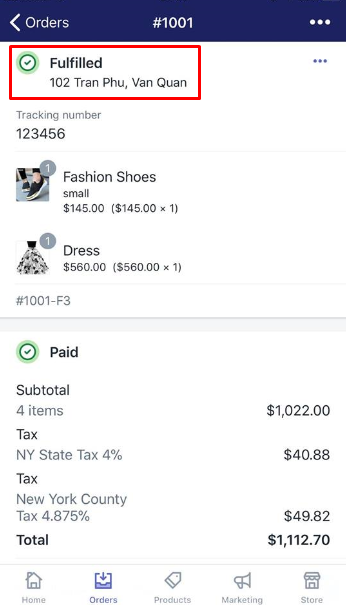 Orders
#1001
Fulfilled
102 Tran Phu, Van Quan
Tracking number
123456
1
Fashion Shoes
small
$145.00 ($145.00 × 1)
1
Dress
$560.00 ($560.00 × 1)
#1001-F3
Paid
Subtotal
4 items $1,022.00
Tax
NY State Tax 4% $40.88
Tax
New York County
Tax 4.875% $49.82
Total $1,112.70
Home Orders Products Marketing Store